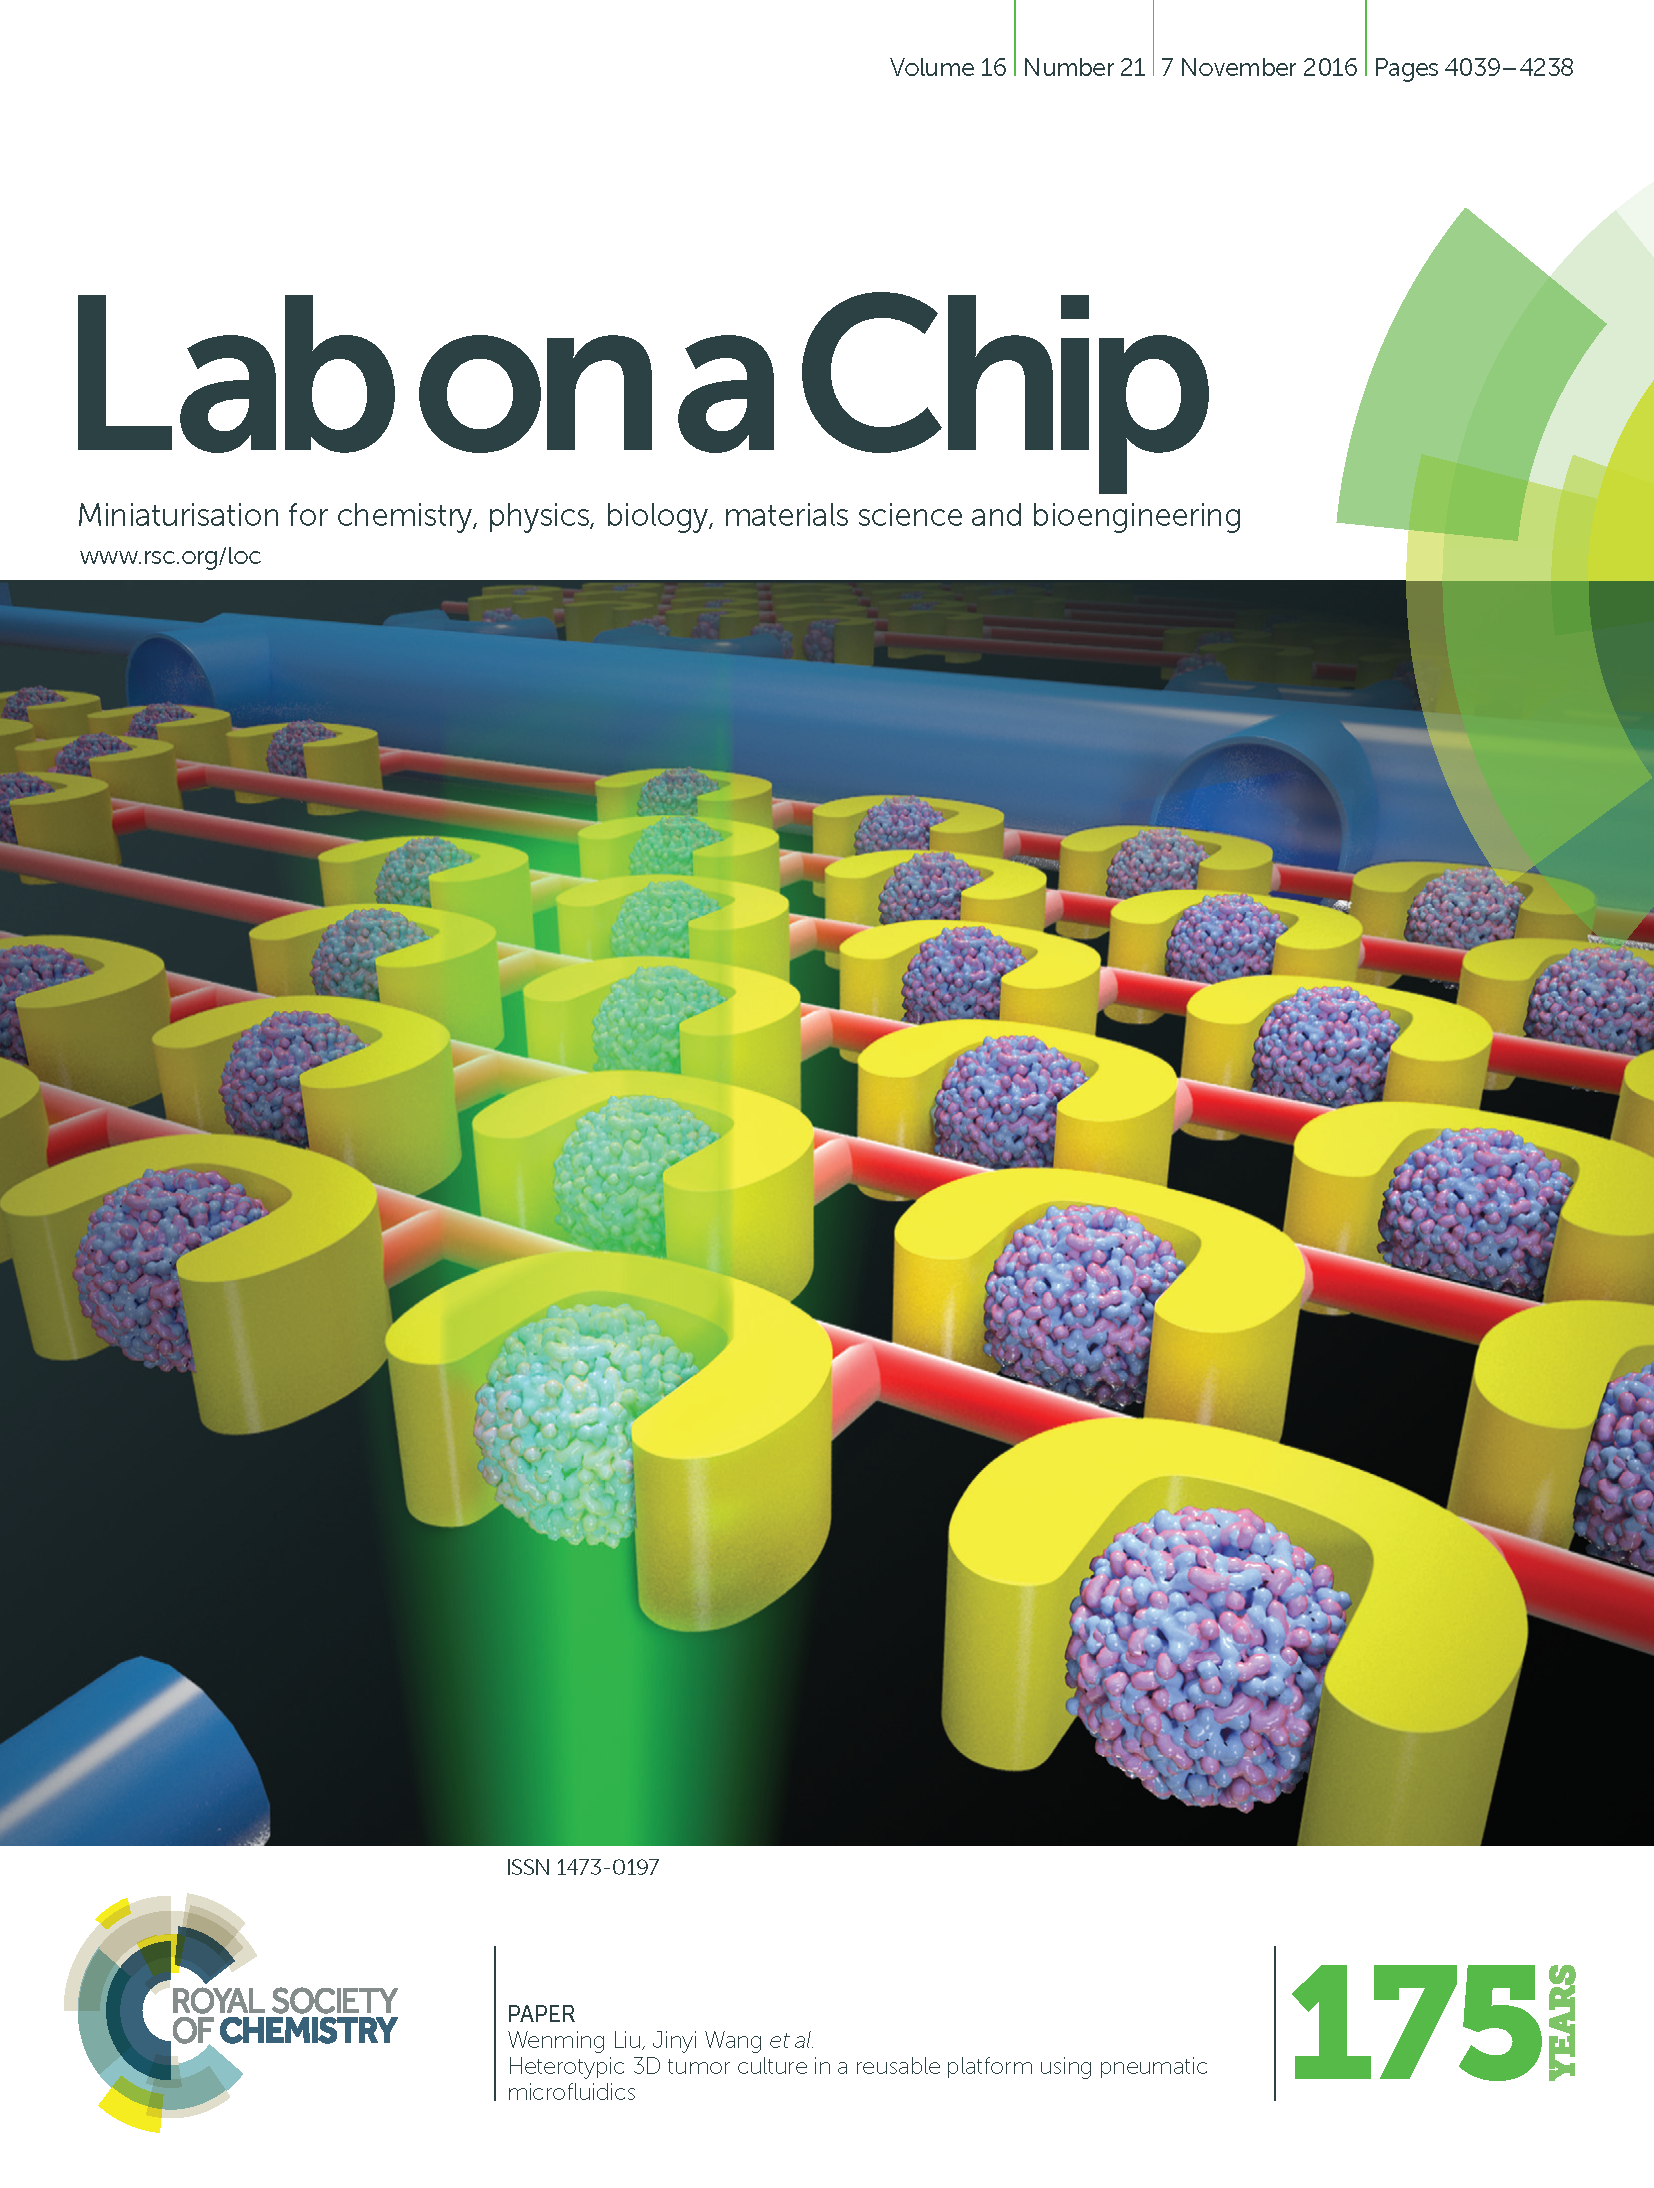 Volume 16 | Number 21 | 7 November 2016 | Pages 4039–4238
Lab on a Chip
Miniaturisation for chemistry, physics, biology, materials science and bioengineering
www.rsc.org/loc
ISSN 1473-0197
ROYAL SOCIETY
OF CHEMISTRY
PAPER
Wenming Liu, Jinyi Wang et al.
Heterotypic 3D tumor culture in a reusable platform using pneumatic
microfluidics
175
YEARS